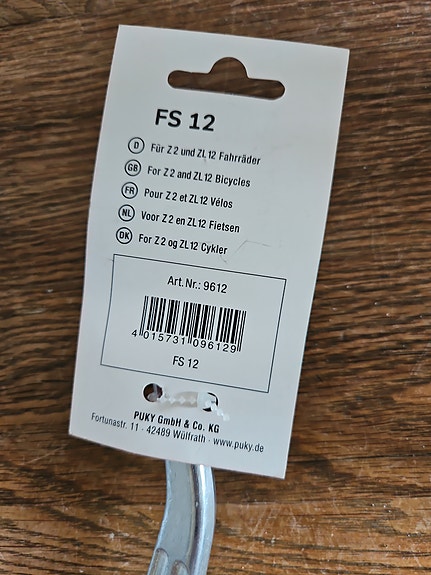 FS 12
D Für Z 2 und ZL 12 Fahrräder
GB For Z 2 and ZL 12 Bicycles
FR Pour Z 2 et ZL 12 Vélos
NL Voor Z 2 en ZL 12 Fietsen
DK For Z 2 og ZL 12 Cykler
Art.Nr.: 9612
4 015731 096129
FS 12
PUKY GmbH & Co. KG
Fortunastr. 11 · 42489 Wülfrath · www.puky.de